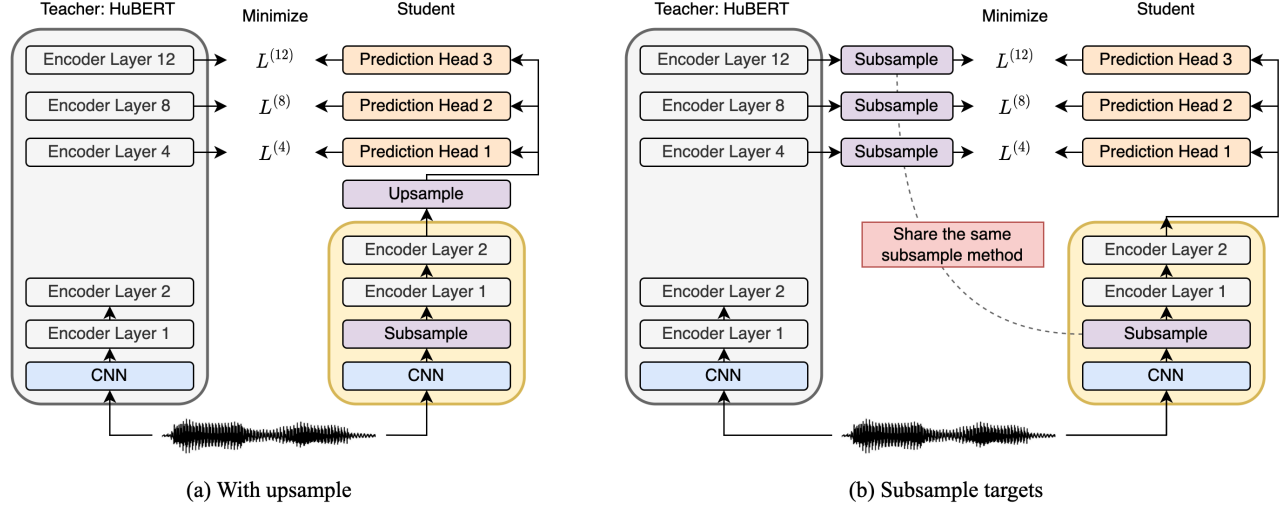 Teacher: HuBERT
Minimize
Student
Encoder Layer 12
L^(12)
Prediction Head 3
Encoder Layer 8
L^(8)
Prediction Head 2
Encoder Layer 4
L^(4)
Prediction Head 1
Upsample
Encoder Layer 2
Encoder Layer 1
Subsample
CNN
Encoder Layer 2
Encoder Layer 1
CNN
(a) With upsample
Teacher: HuBERT
Minimize
Student
Encoder Layer 12
Subsample
L^(12)
Prediction Head 3
Encoder Layer 8
Subsample
L^(8)
Prediction Head 2
Encoder Layer 4
Subsample
L^(4)
Prediction Head 1
Share the same
subsample method
Encoder Layer 2
Encoder Layer 1
Subsample
CNN
Encoder Layer 2
Encoder Layer 1
CNN
(b) Subsample targets